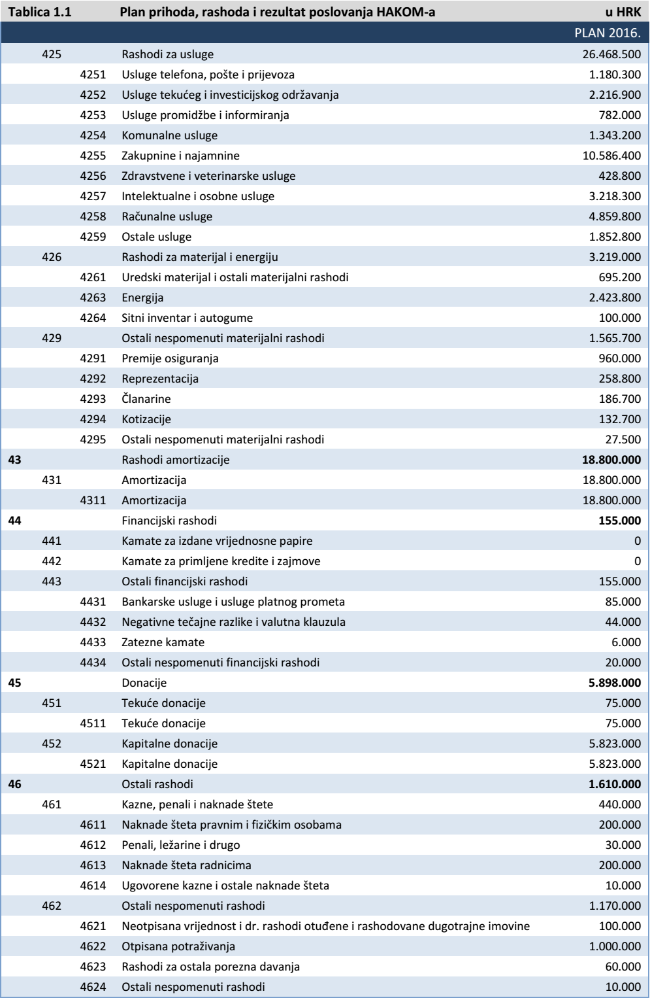 Tablica 1.1 Plan prihoda, rashoda i rezultat poslovanja HAKOM-a u HRK
PLAN 2016.
425 Rashodi za usluge 26.468.500
4251 Usluge telefona, pošte i prijevoza 1.180.300
4252 Usluge tekućeg i investicijskog održavanja 2.216.900
4253 Usluge promidžbe i informiranja 782.000
4254 Komunalne usluge 1.343.200
4255 Zakupnine i najamnine 10.586.400
4256 Zdravstvene i veterinarske usluge 428.800
4257 Intelektualne i osobne usluge 3.218.300
4258 Računalne usluge 4.859.800
4259 Ostale usluge 1.852.800
426 Rashodi za materijal i energiju 3.219.000
4261 Uredski materijal i ostali materijalni rashodi 695.200
4263 Energija 2.423.800
4264 Sitni inventar i autogume 100.000
429 Ostali nespomenuti materijalni rashodi 1.565.700
4291 Premije osiguranja 960.000
4292 Reprezentacija 258.800
4293 Članarine 186.700
4294 Kotizacije 132.700
4295 Ostali nespomenuti materijalni rashodi 27.500
43 Rashodi amortizacije 18.800.000
431 Amortizacija 18.800.000
4311 Amortizacija 18.800.000
44 Financijski rashodi 155.000
441 Kamate za izdane vrijednosne papire 0
442 Kamate za primljene kredite i zajmove 0
443 Ostali financijski rashodi 155.000
4431 Bankarske usluge i usluge platnog prometa 85.000
4432 Negativne tečajne razlike i valutna klauzula 44.000
4433 Zatezne kamate 6.000
4434 Ostali nespomenuti financijski rashodi 20.000
45 Donacije 5.898.000
451 Tekuće donacije 75.000
4511 Tekuće donacije 75.000
452 Kapitalne donacije 5.823.000
4521 Kapitalne donacije 5.823.000
46 Ostali rashodi 1.610.000
461 Kazne, penali i naknade štete 440.000
4611 Naknade šteta pravnim i fizičkim osobama 200.000
4612 Penali, ležarine i drugo 30.000
4613 Naknade šteta radnicima 200.000
4614 Ugovorene kazne i ostale naknade šteta 10.000
462 Ostali nespomenuti rashodi 1.170.000
4621 Neotpisana vrijednost i dr. rashodi otuđene i rashodovane dugotrajne imovine 100.000
4622 Otpisana potraživanja 1.000.000
4623 Rashodi za ostala porezna davanja 60.000
4624 Ostali nespomenuti rashodi 10.000